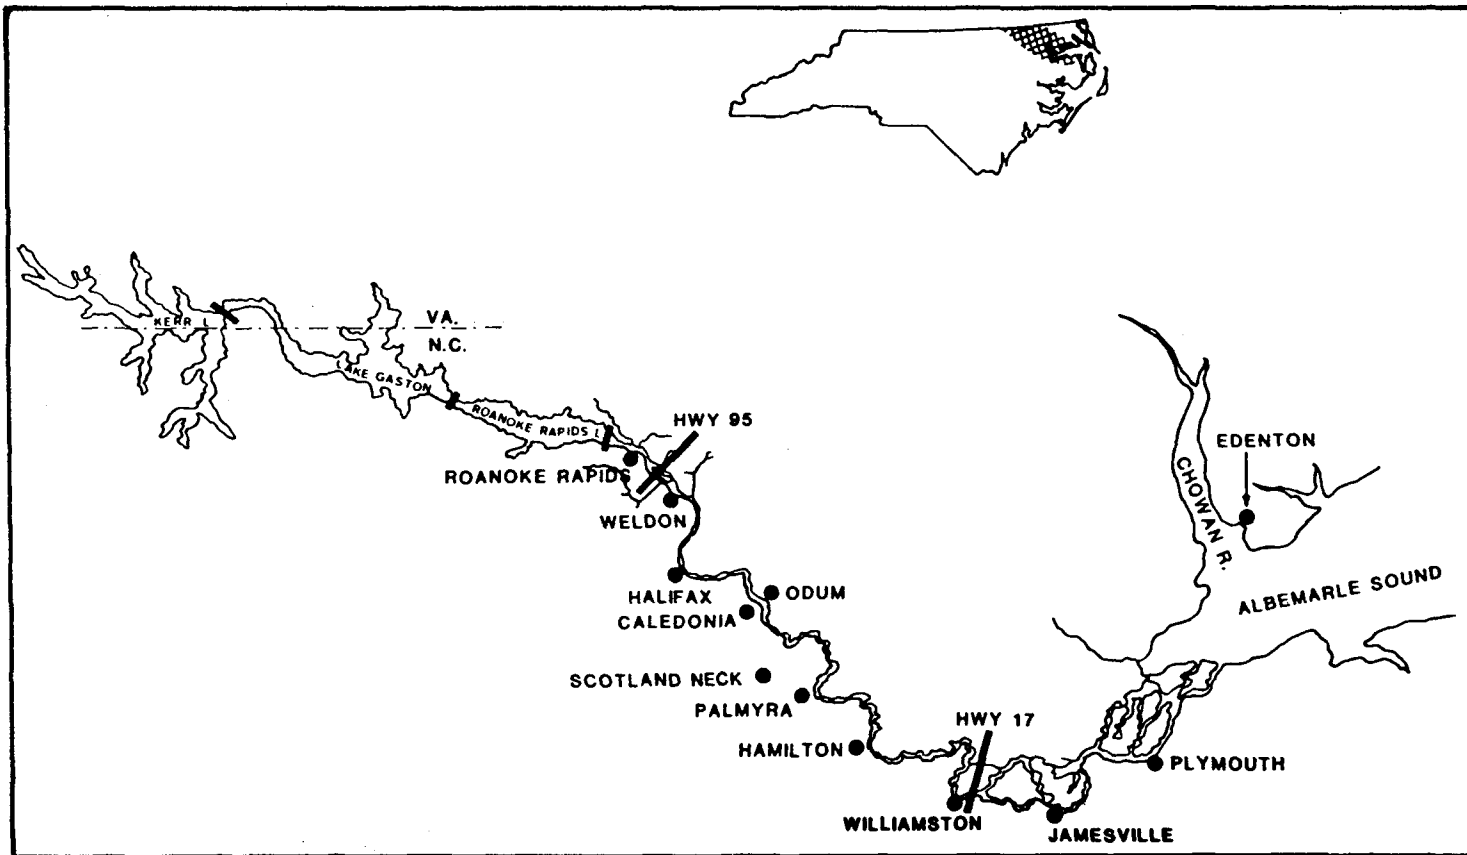 VA.
KERR L
N.C.
LAKE GASTON
ROANOKE RAPIDS L
HWY 95
EDENTON
ROANOKE RAPIDS
CHOWAN R.
WELDON
ALBEMARLE SOUND
ODUM
HALIFAX
CALEDONIA
SCOTLAND NECK
PALMYRA
HWY 17
HAMILTON
PLYMOUTH
WILLIAMSTON
JAMESVILLE